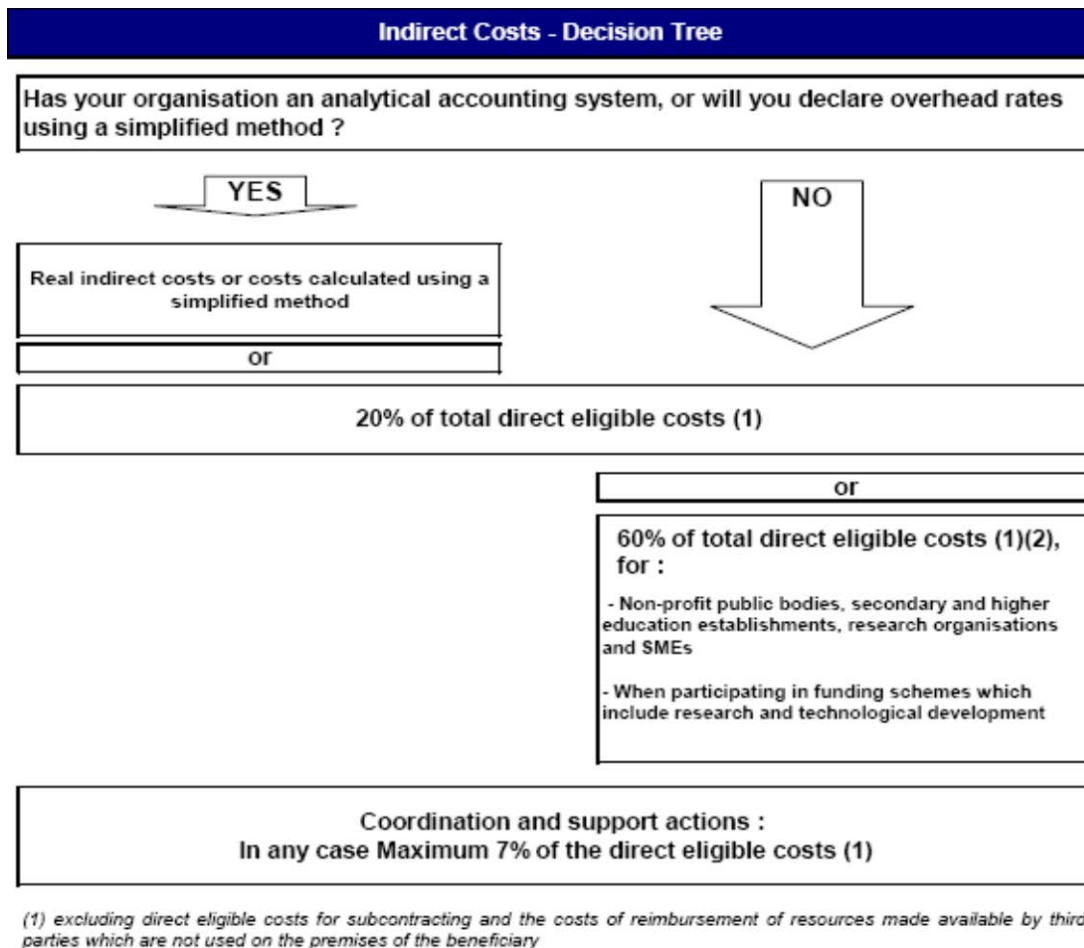 Indirect Costs - Decision Tree
Has your organisation an analytical accounting system, or will you declare overhead rates
using a simplified method ?
YES
NO
Real indirect costs or costs calculated using a
simplified method
or
20% of total direct eligible costs (1)
or
60% of total direct eligible costs (1)(2),
for :
- Non-profit public bodies, secondary and higher
education establishments, research organisations
and SMEs
- When participating in funding schemes which
include research and technological development
Coordination and support actions :
In any case Maximum 7% of the direct eligible costs (1)
(1) excluding direct eligible costs for subcontracting and the costs of reimbursement of resources made available by third
parties which are not used on the premises of the beneficiary